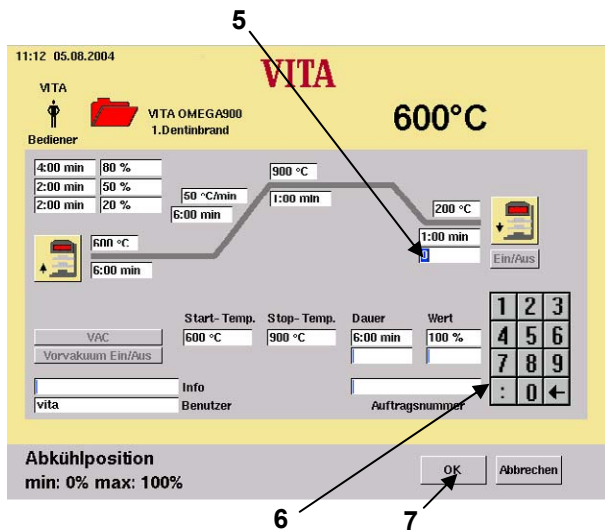 5
11:12 05.08.2004
VITA
VITA
Bediener
VITA OMEGA900
1.Dentinbrand
600°C
4:00 min 80 %
2:00 min 50 %
2:00 min 20 %
50 °C/min
6:00 min
900 °C
1:00 min
200 °C
1:00 min
0
Ein/Aus
600 °C
6:00 min
VAC
Vorvakuum Ein/Aus
Start-Temp. Stop-Temp. Dauer Wert
600 °C 900 °C 6:00 min 100 %
1 2 3
4 5 6
7 8 9
: 0 ←
Info
vita Benutzer
Auftragsnummer
Abkühlposition
min: 0% max: 100%
OK Abbrechen
6 7